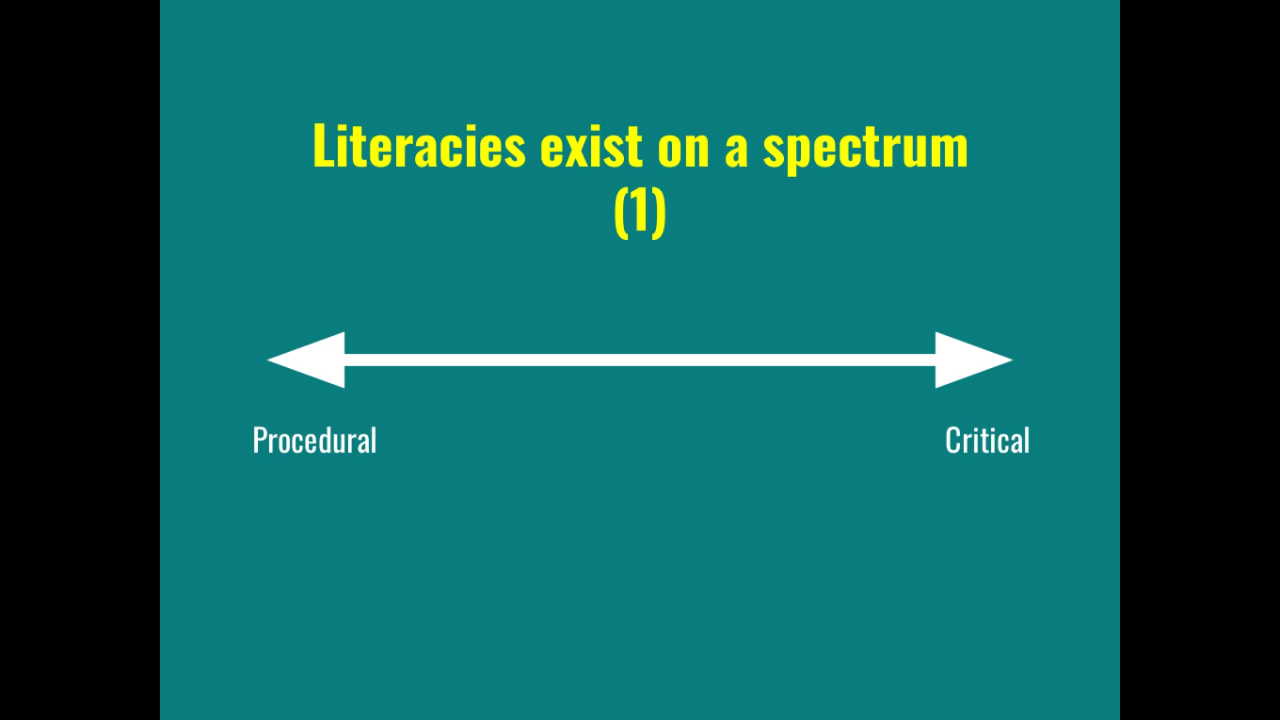 Literacies exist on a spectrum
(1)
Procedural
Critical